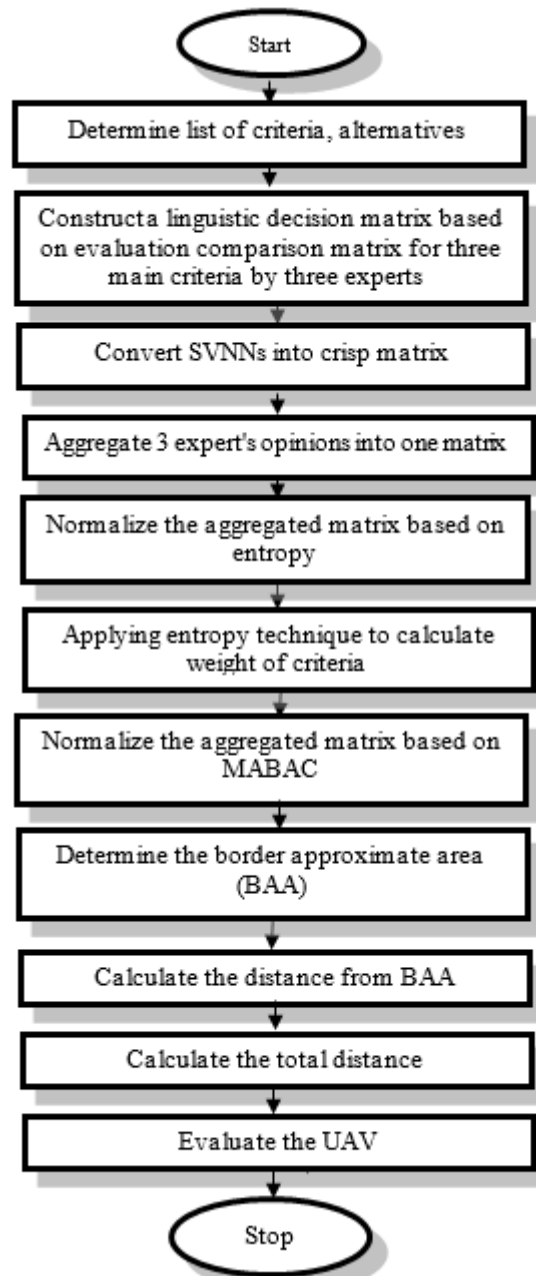 Start
Determine list of criteria, alternatives
Construct a linguistic decision matrix based
on evaluation comparison matrix for three
main criteria by three experts
Convert SVNNs into crisp matrix
Aggregate 3 expert's opinions into one matrix
Normalize the aggregated matrix based on
entropy
Applying entropy technique to calculate
weight of criteria
Normalize the aggregated matrix based on
MABAC
Determine the border approximate area
(BAA)
Calculate the distance from BAA
Calculate the total distance
Evaluate the UAV
Stop